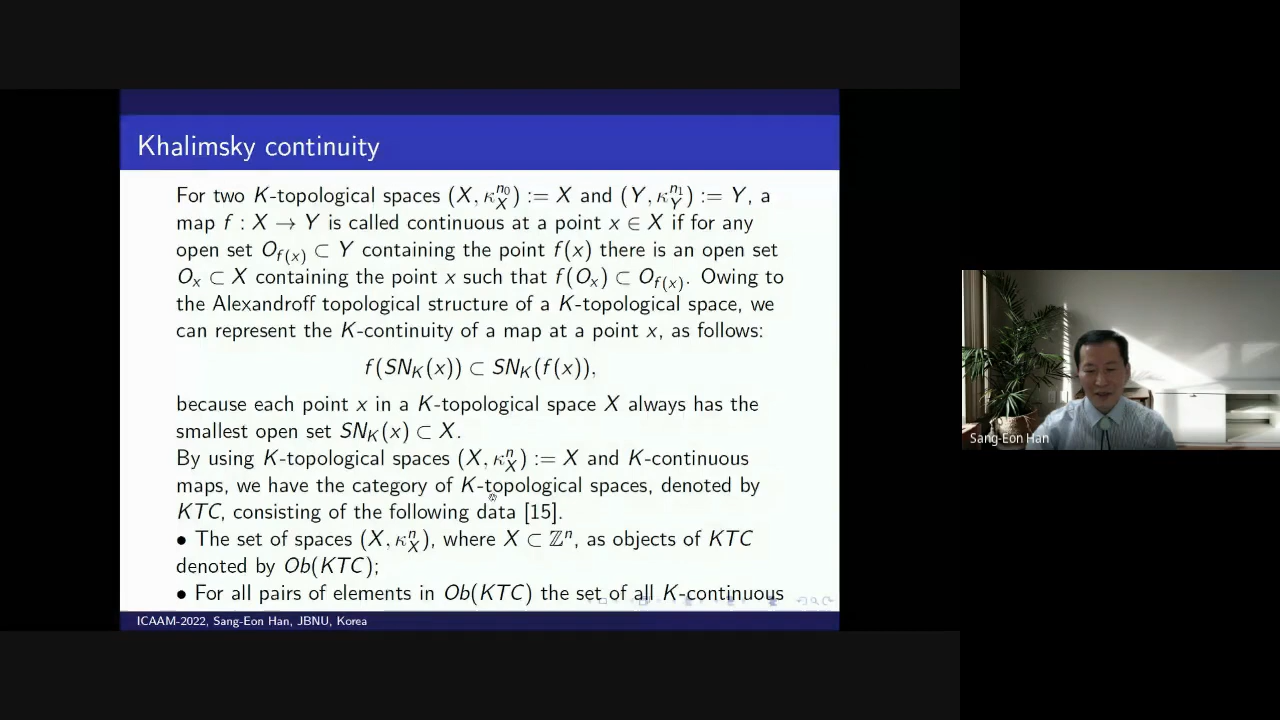 Khalimsky continuity
For two K-topological spaces (X, κ_X^{n_0}) := X and (Y, κ_Y^{n_1}) := Y, a
map f : X → Y is called continuous at a point x ∈ X if for any
open set O_{f(x)} ⊂ Y containing the point f(x) there is an open set
O_x ⊂ X containing the point x such that f(O_x) ⊂ O_{f(x)}. Owing to
the Alexandroff topological structure of a K-topological space, we
can represent the K-continuity of a map at a point x, as follows:
f(SN_K(x)) ⊂ SN_K(f(x)),
because each point x in a K-topological space X always has the
smallest open set SN_K(x) ⊂ X.
By using K-topological spaces (X, κ_X^n) := X and K-continuous
maps, we have the category of K-topological spaces, denoted by
KTC, consisting of the following data [15].
• The set of spaces (X, κ_X^n), where X ⊂ ℤ^n, as objects of KTC
denoted by Ob(KTC);
• For all pairs of elements in Ob(KTC) the set of all K-continuous
ICAAM-2022, Sang-Eon Han, JBNU, Korea
Sang-Eon Han